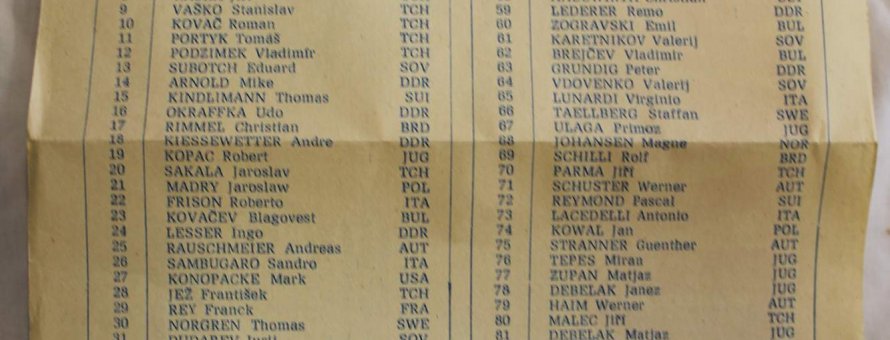 9 VAŠKO Stanislav TCH
10 KOVAČ Roman TCH
11 PORTYK Tomáš TCH
12 PODZIMEK Vladimír TCH
13 SUBOTCH Eduard SOV
14 ARNOLD Mike DDR
15 KINDLIMANN Thomas SUI
16 OKRAFFKA Udo DDR
17 RIMMEL Christian BRD
18 KIESSEWETTER Andre DDR
19 KOPAC Robert JUG
20 SAKALA Jaroslav TCH
21 MADRY Jaroslaw POL
22 FRISON Roberto ITA
23 KOVAČEV Blagovest BUL
24 LESSER Ingo DDR
25 RAUSCHMEIER Andreas AUT
26 SAMBUGARO Sandro ITA
27 KONOPACKE Mark USA
28 JEŽ František TCH
29 REY Franck FRA
30 NORGREN Thomas SWE
31 DUDAREV SOV
59 LEDERER Remo DDR
60 ZOGRAVSKI Emil BUL
61 KARETNIKOV Valerij SOV
62 BREJČEV Vladimir BUL
63 GRUNDIG Peter DDR
64 VDOVENKO Valerij SOV
65 LUNARDI Virginio ITA
66 TAELLBERG Staffan SWE
67 ULAGA Primoz JUG
68 JOHANSEN Magne NOR
69 SCHILLI Rolf BRD
70 PARMA Jiří TCH
71 SCHUSTER Werner AUT
72 REYMOND Pascal SUI
73 LACEDELLI Antonio ITA
74 KOWAL Jan POL
75 STRANNER Guenther AUT
76 TEPES Miran JUG
77 ZUPAN Matjaz JUG
78 DEBELAK Janez JUG
79 HAIM Werner AUT
80 MALEC Jiří TCH
81 DEBELAK Matjaz JUG